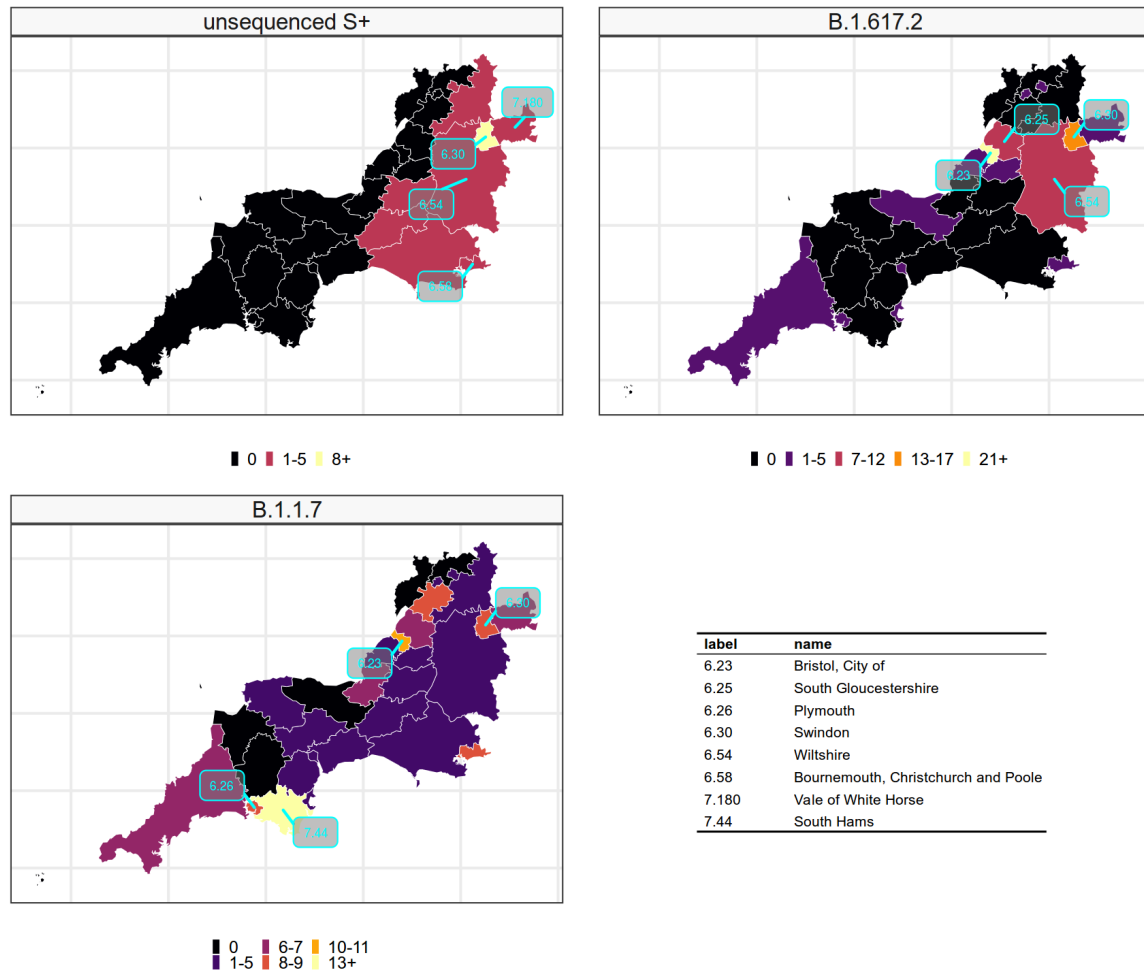 unsequenced S+
7.180
6.30
6.54
6.58
0 1-5 8+
B.1.617.2
6.25
6.30
6.23
6.54
0 1-5 7-12 13-17 21+
B.1.1.7
6.30
6.23
6.26
7.44
0 6-7 10-11
1-5 8-9 13+
label name
6.23 Bristol, City of
6.25 South Gloucestershire
6.26 Plymouth
6.30 Swindon
6.54 Wiltshire
6.58 Bournemouth, Christchurch and Poole
7.180 Vale of White Horse
7.44 South Hams